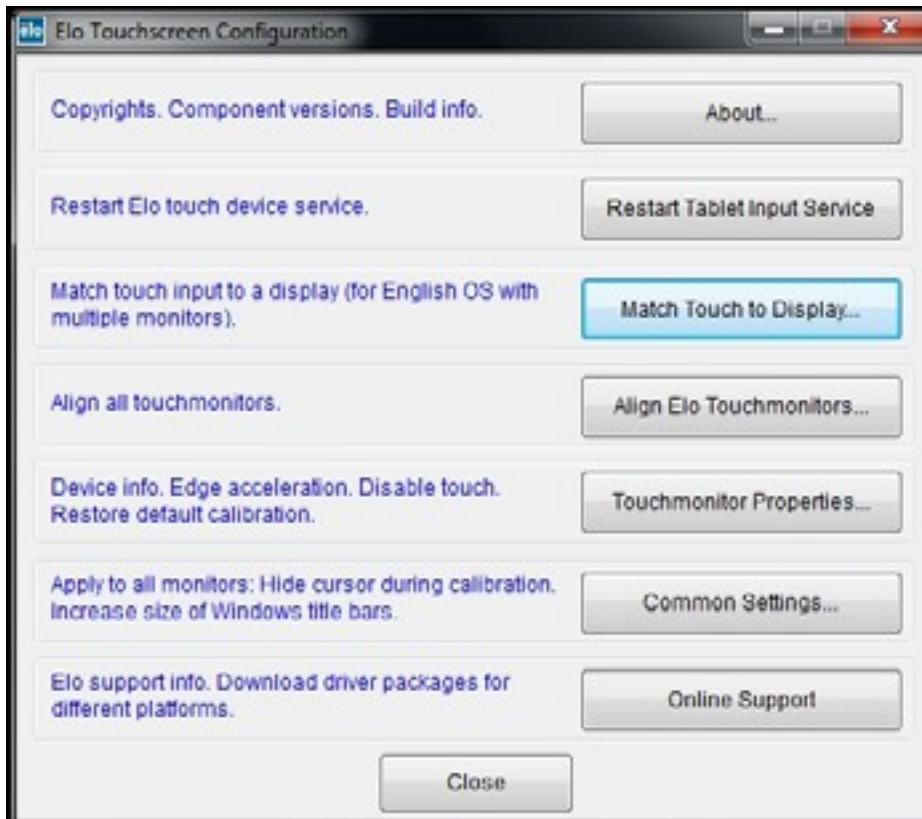 elo Elo Touchscreen Configuration
Copyrights. Component versions. Build info.
About...
Restart Elo touch device service.
Restart Tablet Input Service
Match touch input to a display (for English OS with
multiple monitors).
Match Touch to Display...
Align all touchmonitors.
Align Elo Touchmonitors...
Device info. Edge acceleration. Disable touch.
Restore default calibration.
Touchmonitor Properties...
Apply to all monitors: Hide cursor during calibration.
Increase size of Windows title bars.
Common Settings...
Elo support info. Download driver packages for
different platforms.
Online Support
Close